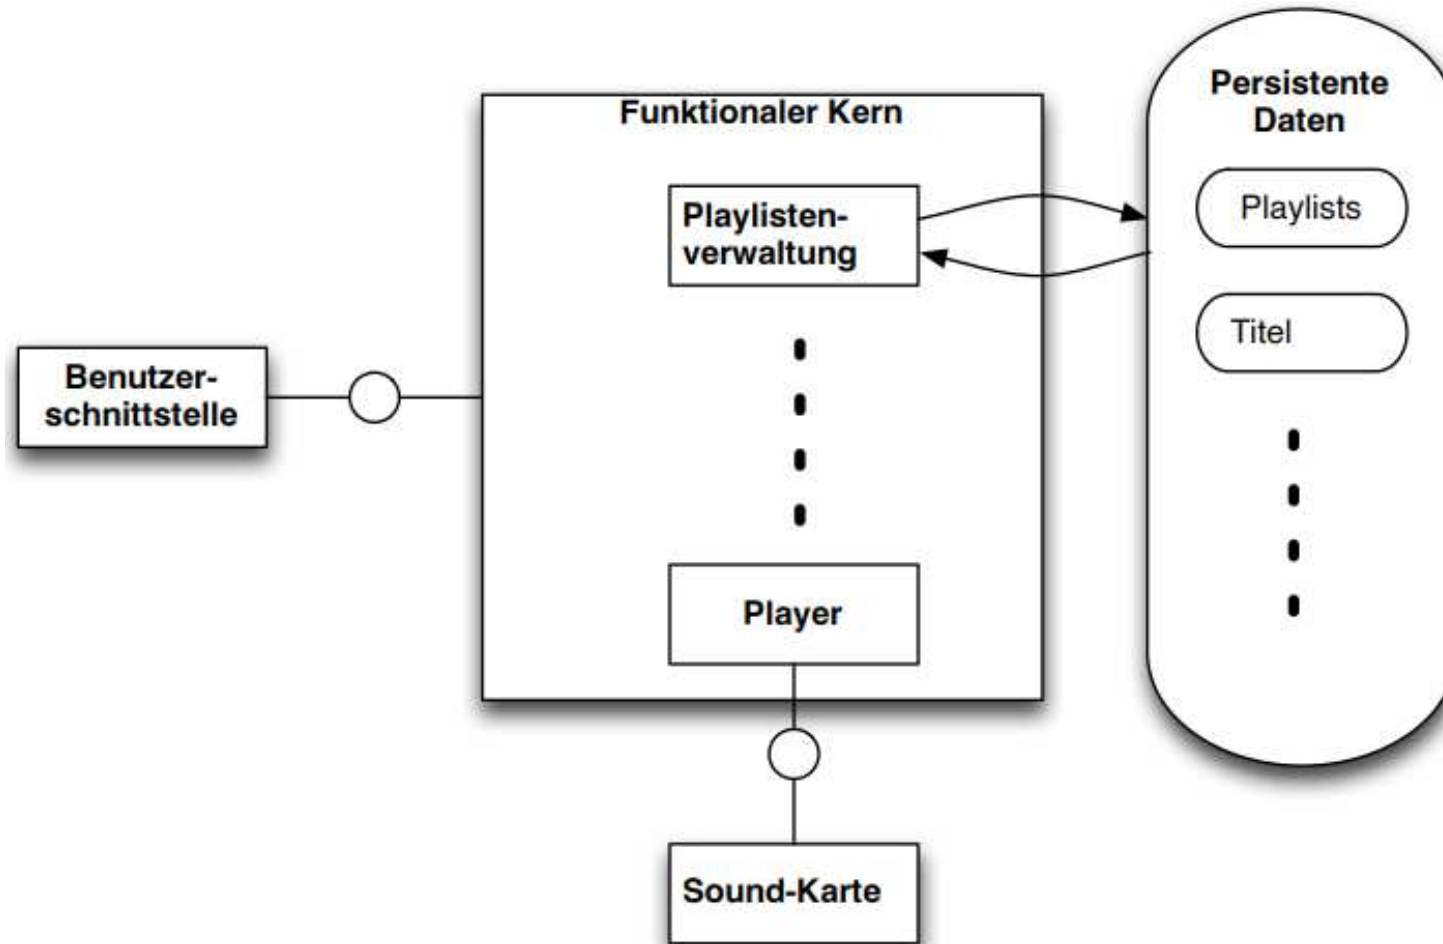 Funktionaler Kern
Persistente
Daten
Playlisten-
verwaltung
Playlists
Titel
Benutzer-
schnittstelle
Player
Sound-Karte